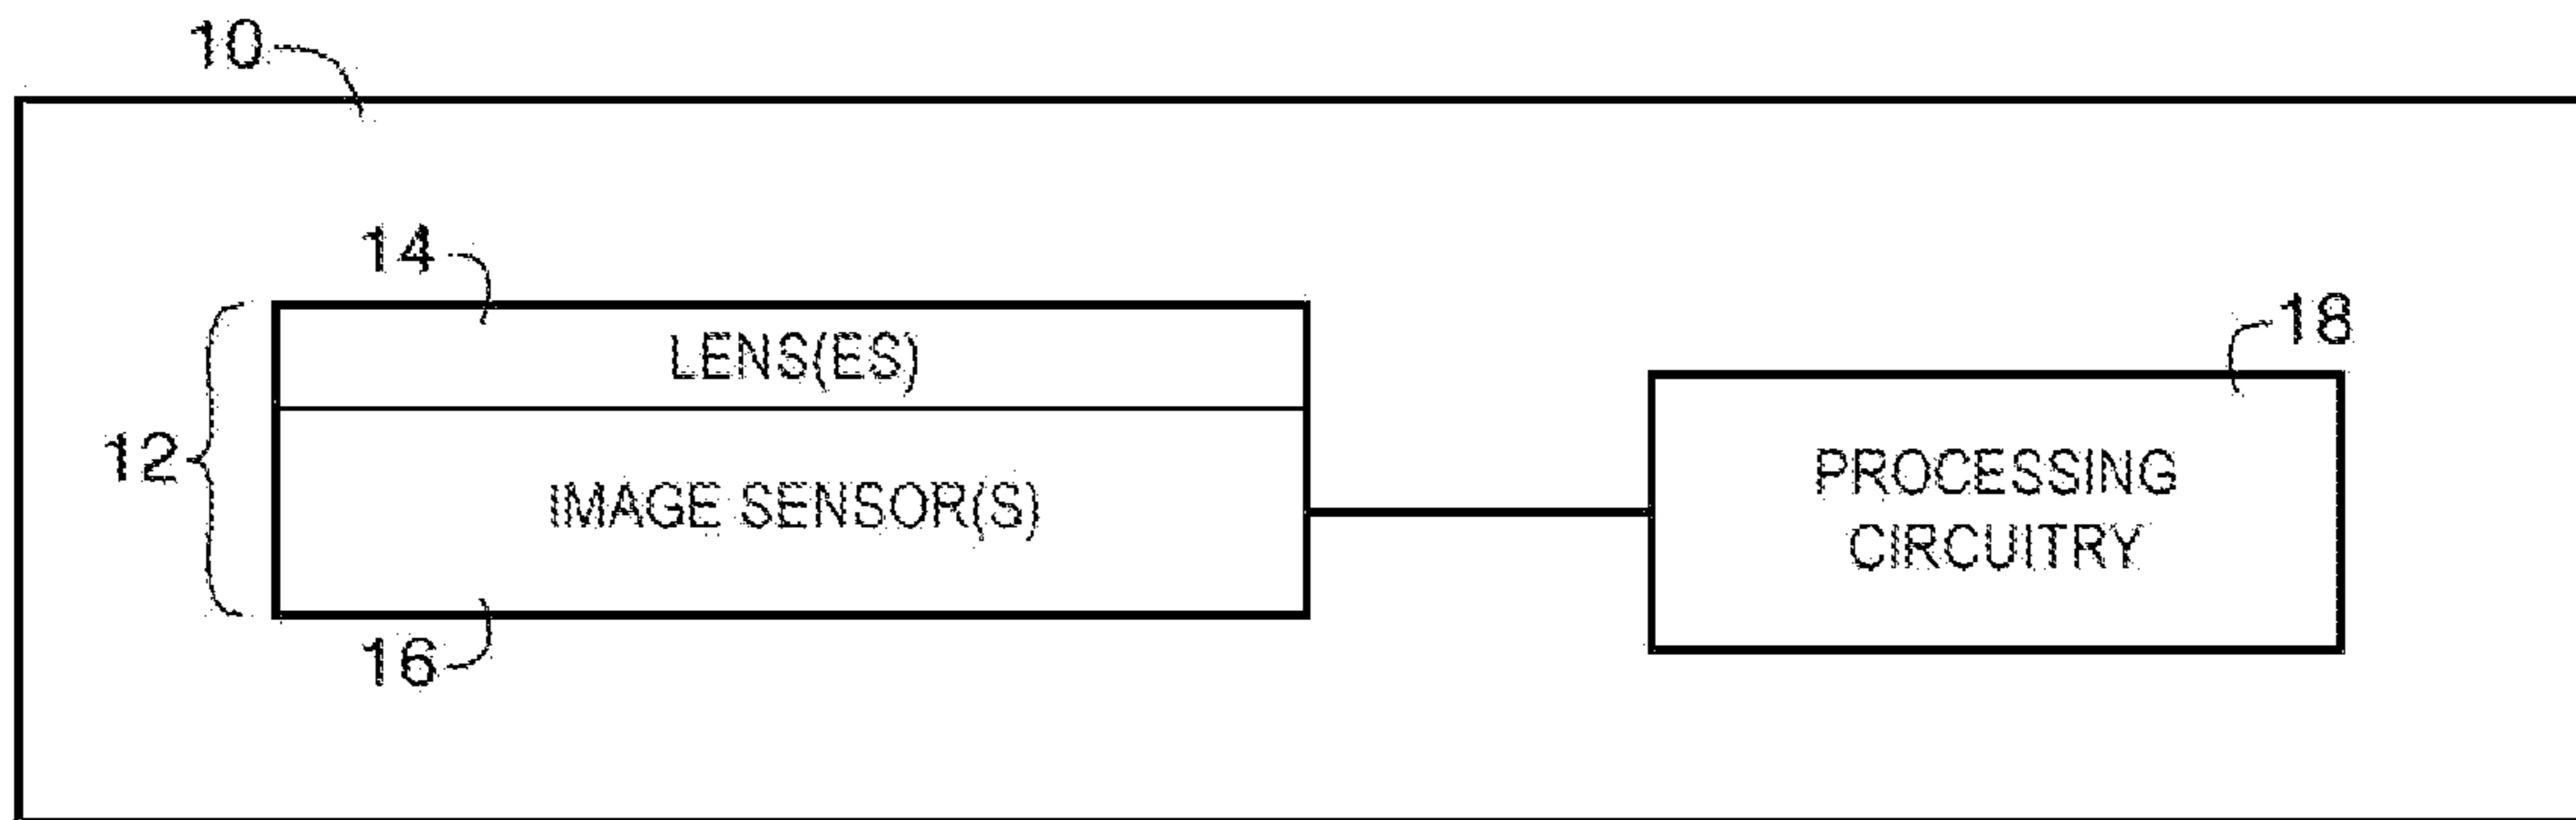 10
14
LENS(ES)
18
12
IMAGE SENSOR(S)
PROCESSING
CIRCUITRY
16